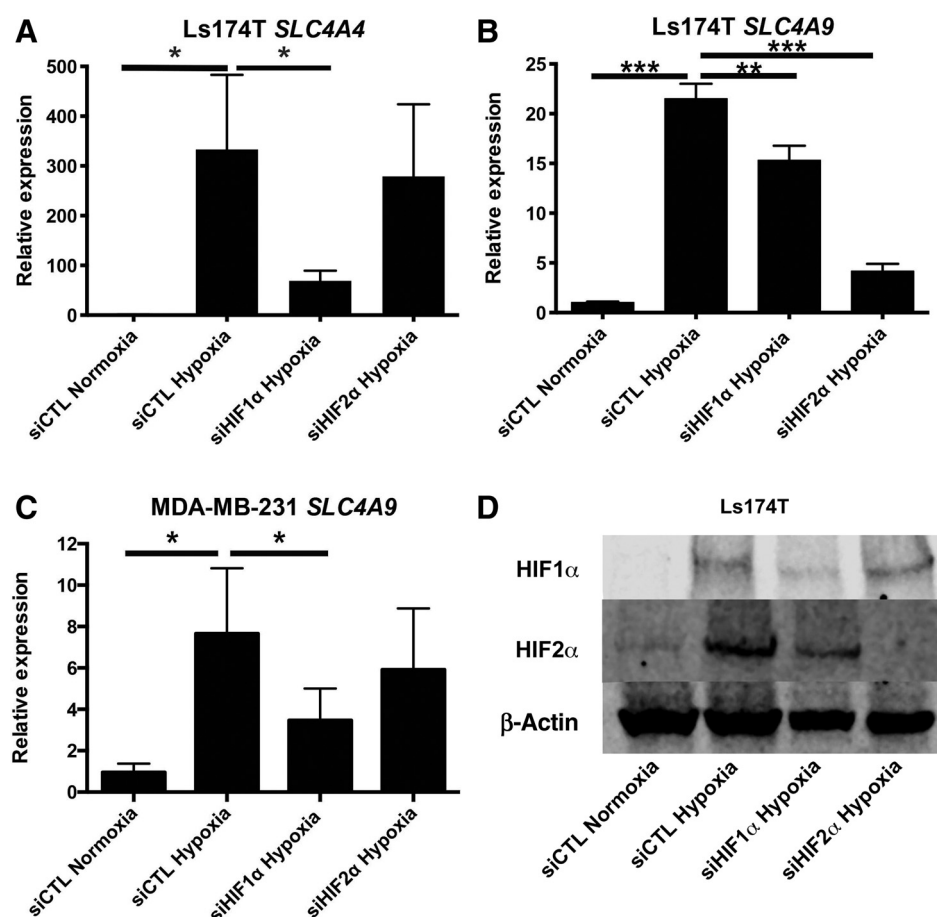 A
Ls174T SLC4A4
* *
Relative expression
500
400
300
200
100
0
siCTL Normoxia
siCTL Hypoxia
siHIF1α Hypoxia
siHIF2α Hypoxia
B
Ls174T SLC4A9
***
*** **
Relative expression
25
20
15
10
5
0
siCTL Normoxia
siCTL Hypoxia
siHIF1α Hypoxia
siHIF2α Hypoxia
C
MDA-MB-231 SLC4A9
* *
Relative expression
12
10
8
6
4
2
0
siCTL Normoxia
siCTL Hypoxia
siHIF1α Hypoxia
siHIF2α Hypoxia
D
Ls174T
HIF1α
HIF2α
β-Actin
siCTL Normoxia
siCTL Hypoxia
siHIF1α Hypoxia
siHIF2α Hypoxia